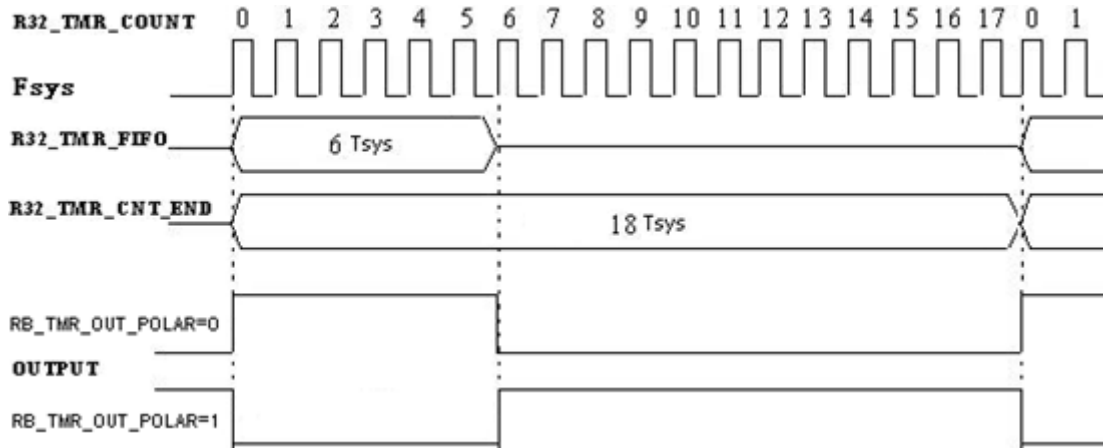 R32_TMR_COUNT 0 1 2 3 4 5 6 7 8 9 10 11 12 13 14 15 16 17 0 1
Fsys
R32_TMR_FIFO 6 Tsys
R32_TMR_CNT_END 18 Tsys
RB_TMR_OUT_POLAR=0
OUTPUT
RB_TMR_OUT_POLAR=1